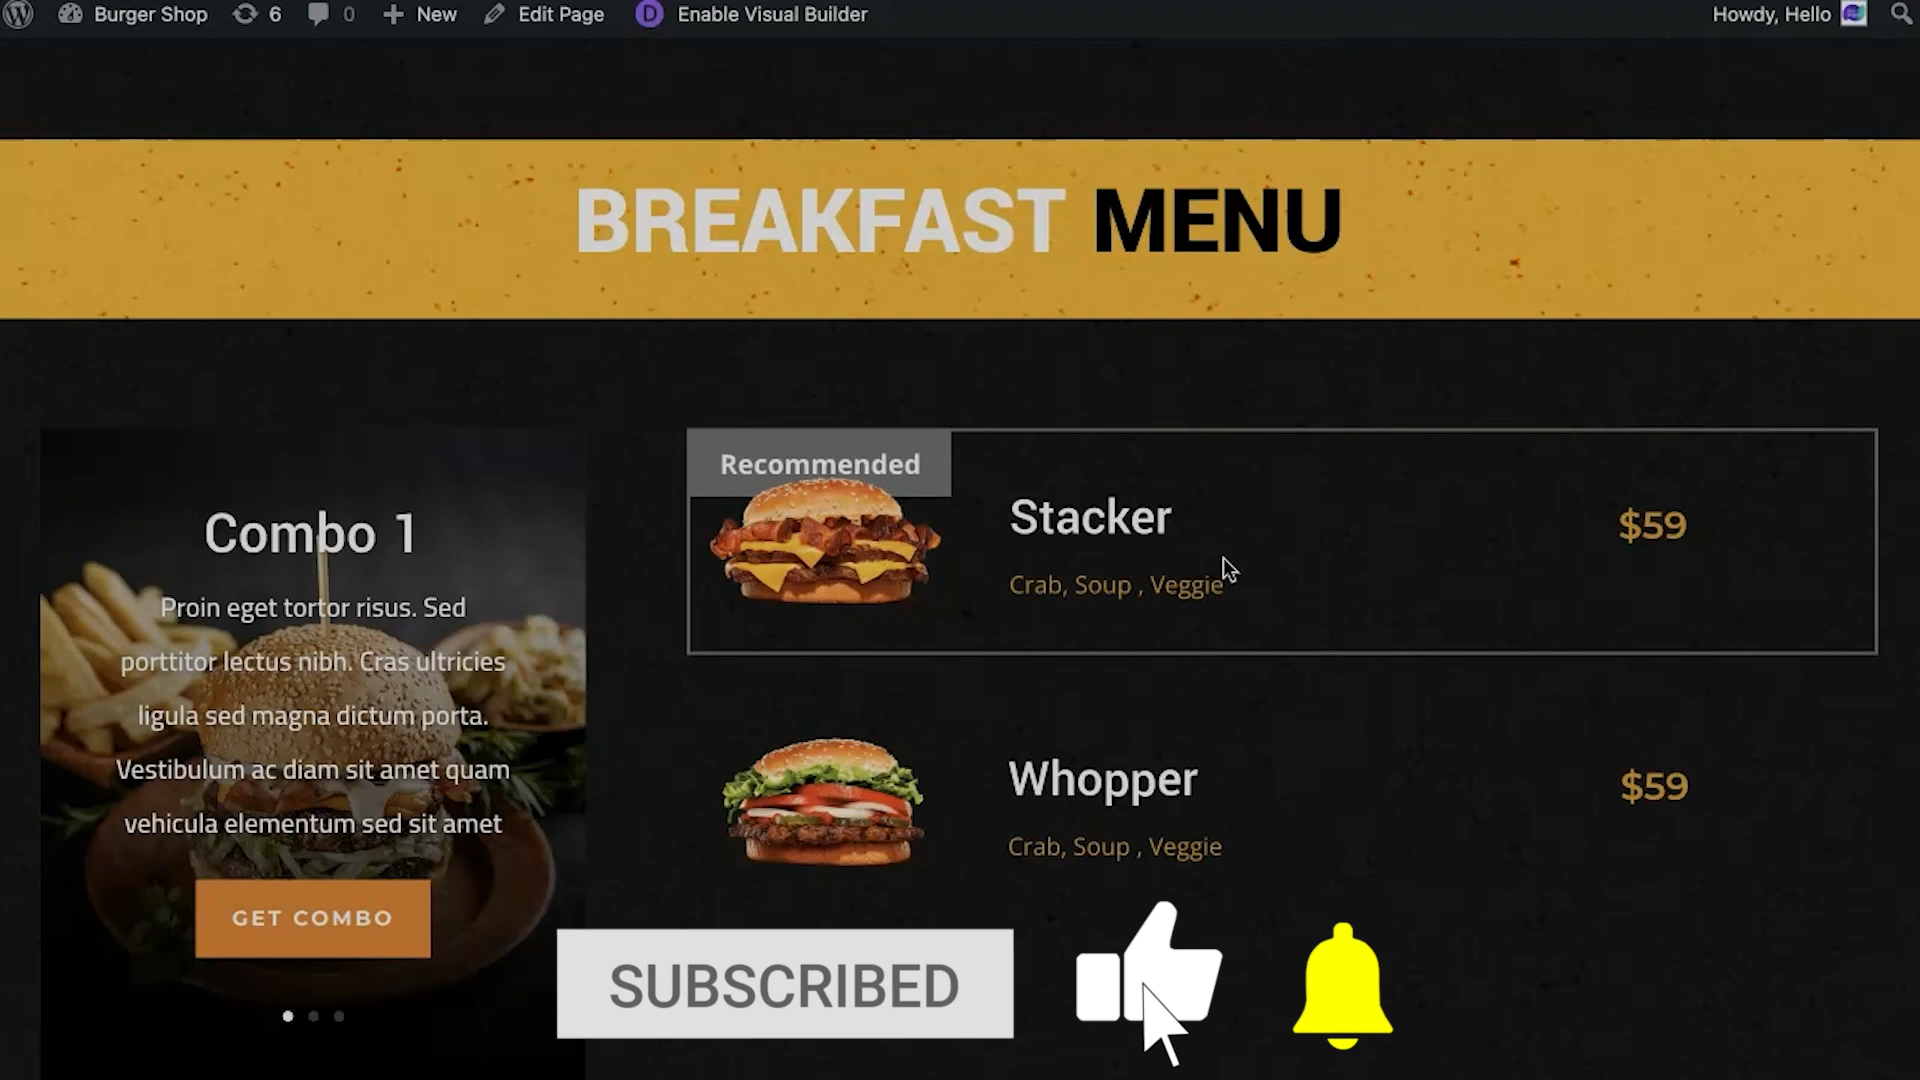 Burger Shop 6 0 New Edit Page D Enable Visual Builder Howdy, Hello
BREAKFAST MENU
Combo 1
Proin eget tortor risus. Sed
porttitor lectus nibh. Cras ultricies
ligula sed magna dictum porta.
Vestibulum ac diam sit amet quam
vehicula elementum sed sit amet
GET COMBO
Recommended
Stacker
$59
Crab, Soup , Veggie
Whopper
$59
Crab, Soup , Veggie
SUBSCRIBED